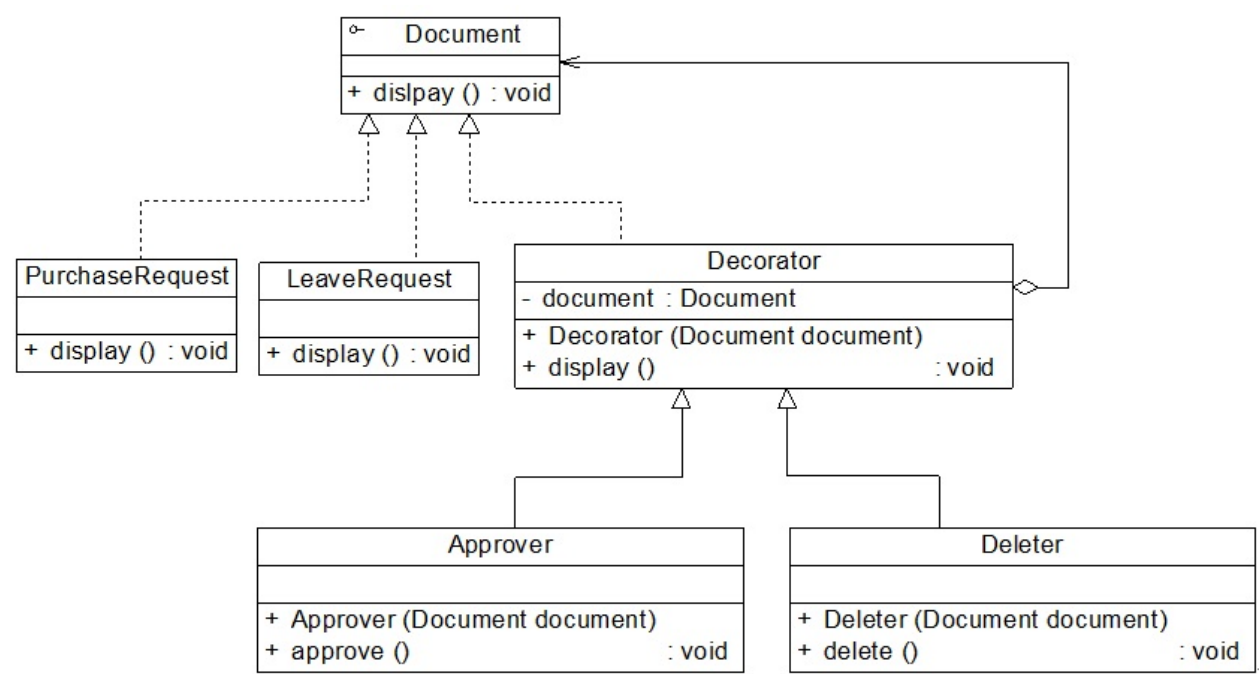 Document
+ dislpay () : void
PurchaseRequest
+ display () : void
LeaveRequest
+ display () : void
Decorator
- document : Document
+ Decorator (Document document)
+ display () : void
Approver
+ Approver (Document document)
+ approve () : void
Deleter
+ Deleter (Document document)
+ delete () : void